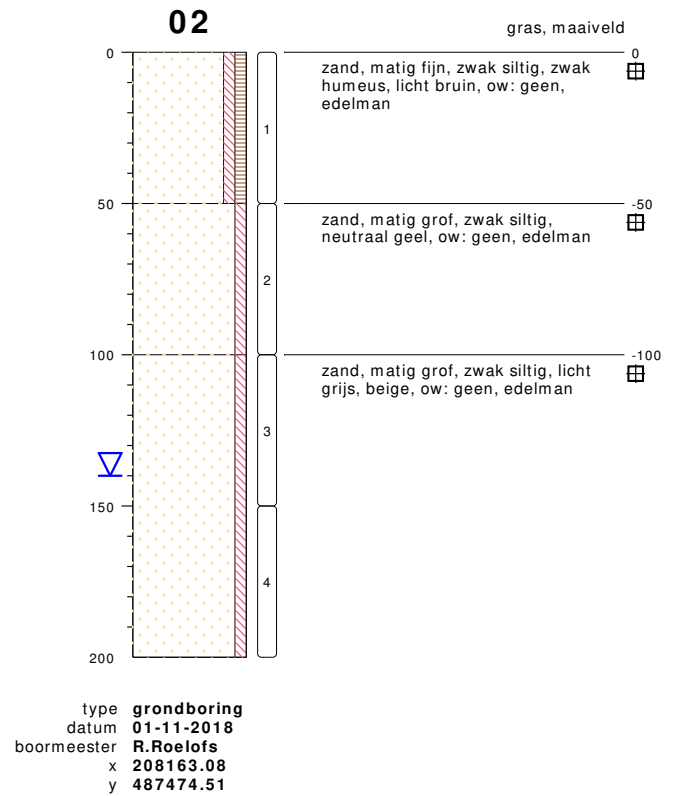 02
gras, maaiveld
0
0
zand, matig fijn, zwak siltig, zwak
humeus, licht bruin, ow: geen,
edelman
1
50
-50
zand, matig grof, zwak siltig,
neutraal geel, ow: geen, edelman
2
100
-100
zand, matig grof, zwak siltig, licht
grijs, beige, ow: geen, edelman
3
150
4
200
type grondboring
datum 01-11-2018
boormeester R.Roelofs
x 208163.08
y 487474.51